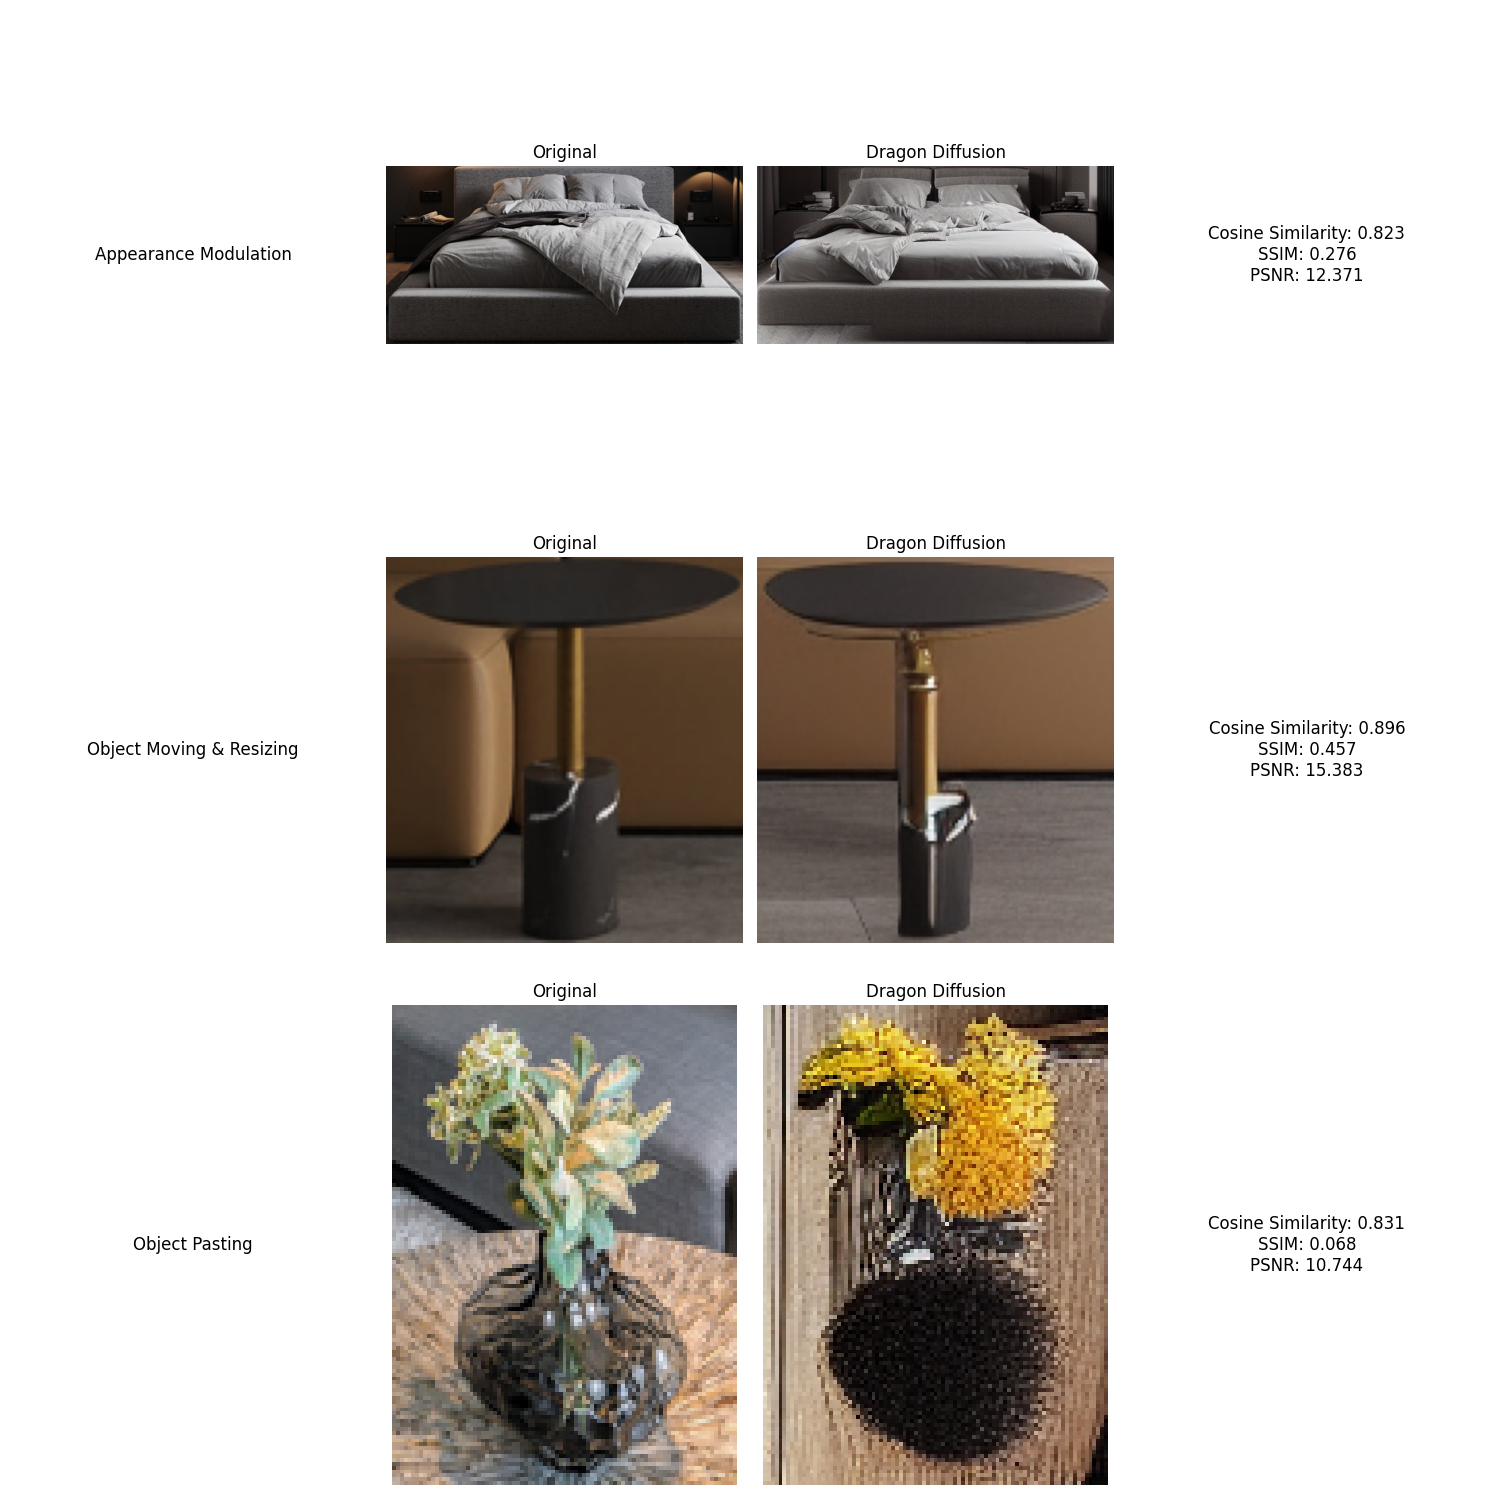 Original
Dragon Diffusion
Appearance Modulation
Cosine Similarity: 0.823
SSIM: 0.276
PSNR: 12.371
Original
Dragon Diffusion
Object Moving & Resizing
Cosine Similarity: 0.896
SSIM: 0.457
PSNR: 15.383
Original
Dragon Diffusion
Object Pasting
Cosine Similarity: 0.831
SSIM: 0.068
PSNR: 10.744